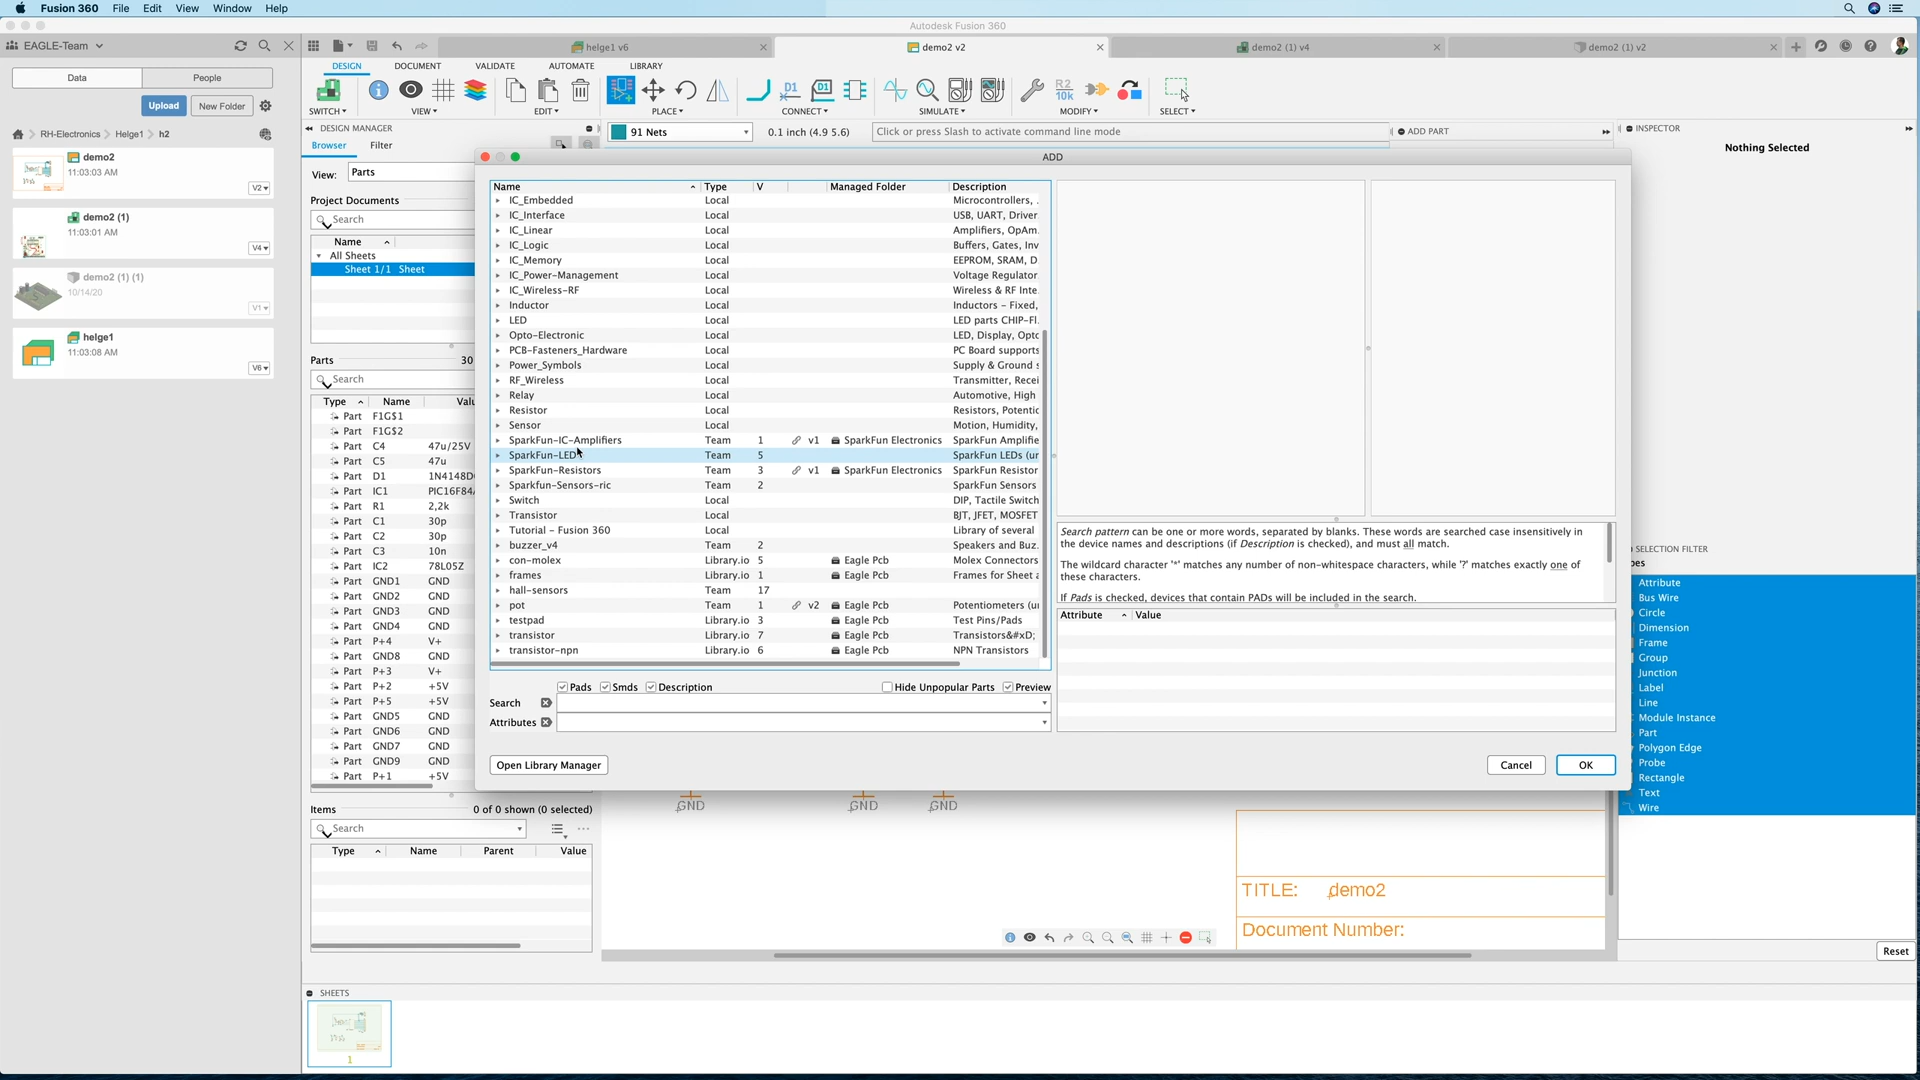 Fusion 360 File Edit View Window Help
Autodesk Fusion 360
EAGLE-Team
helge1 v6
demo2 v2
demo2 (1) v4
demo2 (1) v2
Data People
Upload New Folder
RH-Electronics Helge1 h2
demo2
11:03:03 AM
V2
demo2 (1)
11:03:01 AM
V4
demo2 (1) (1)
10/14/20
V1
helge1
11:03:08 AM
V6
DESIGN DOCUMENT VALIDATE AUTOMATE LIBRARY
D1 D1 R2 10k
SWITCH VIEW EDIT PLACE CONNECT SIMULATE MODIFY SELECT
DESIGN MANAGER
91 Nets 0.1 inch (4.9 5.6) Click or press Slash to activate command line mode
ADD PART
INSPECTOR
Nothing Selected
Browser Filter
View: Parts
Project Documents
Search
Name
All Sheets
Sheet 1/1 Sheet
Parts 30
Search
Type Name Valu
Part F1G$1
Part F1G$2
Part C4 47u/25V
Part C5 47u
Part D1 1N4148D
Part IC1 PIC16F84
Part R1 2,2k
Part C1 30p
Part C2 30p
Part C3 10n
Part IC2 78L05Z
Part GND1 GND
Part GND2 GND
Part GND3 GND
Part GND4 GND
Part P+4 V+
Part GND8 GND
Part P+3 V+
Part P+2 +5V
Part P+5 +5V
Part GND5 GND
Part GND6 GND
Part GND7 GND
Part GND9 GND
Part P+1 +5V
Items 0 of 0 shown (0 selected)
Search
Type Name Parent Value
ADD
Name Type V Managed Folder Description
IC_Embedded Local Microcontrollers, .
IC_Interface Local USB, UART, Driver
IC_Linear Local Amplifiers, OpAm.
IC_Logic Local Buffers, Gates, Inv
IC_Memory Local EEPROM, SRAM, D
IC_Power-Management Local Voltage Regulator
IC_Wireless-RF Local Wireless & RF Inte.
Inductor Local Inductors - Fixed,
LED Local LED parts CHIP-Fl.
Opto-Electronic Local LED, Display, Opto
PCB-Fasteners_Hardware Local PC Board supports
Power_Symbols Local Supply & Ground s
RF_Wireless Local Transmitter, Recei
Relay Local Automotive, High
Resistor Local Resistors, Potentic
Sensor Local Motion, Humidity,
SparkFun-IC-Amplifiers Team 1 v1 SparkFun Electronics SparkFun Amplifie
SparkFun-LED Team 5 SparkFun LEDs (ur
SparkFun-Resistors Team 3 v1 SparkFun Electronics SparkFun Resistor
Sparkfun-Sensors-ric Team 2 SparkFun Sensors
Switch Local DIP, Tactile Switch
Transistor Local BJT, JFET, MOSFET
Tutorial - Fusion 360 Local Library of several
buzzer_v4 Team 2 Speakers and Buz.
con-molex Library.io 5 Eagle Pcb Molex Connectors
frames Library.io 1 Eagle Pcb Frames for Sheet a
hall-sensors Team 17
pot Team 1 v2 Eagle Pcb Potentiometers (ur
testpad Library.io 3 Eagle Pcb Test Pins/Pads
transistor Library.io 7 Eagle Pcb Transistors&#xD;
transistor-npn Library.io 6 Eagle Pcb NPN Transistors
Pads Smds Description Hide Unpopular Parts Preview
Search
Attributes
Open Library Manager
Search pattern can be one or more words, separated by blanks. These words are searched case insensitively in
the device names and descriptions (if Description is checked), and must all match.
The wildcard character '*' matches any number of non-whitespace characters, while '?' matches exactly one of
these characters.
If Pads is checked, devices that contain PADs will be included in the search.
Attribute Value
Cancel OK
SELECTION FILTER
pes
Attribute
Bus Wire
Circle
Dimension
Frame
Group
Junction
Label
Line
Module Instance
Part
Polygon Edge
Probe
Rectangle
Text
Wire
Reset
GND GND GND
TITLE: demo2
Document Number:
SHEETS
1